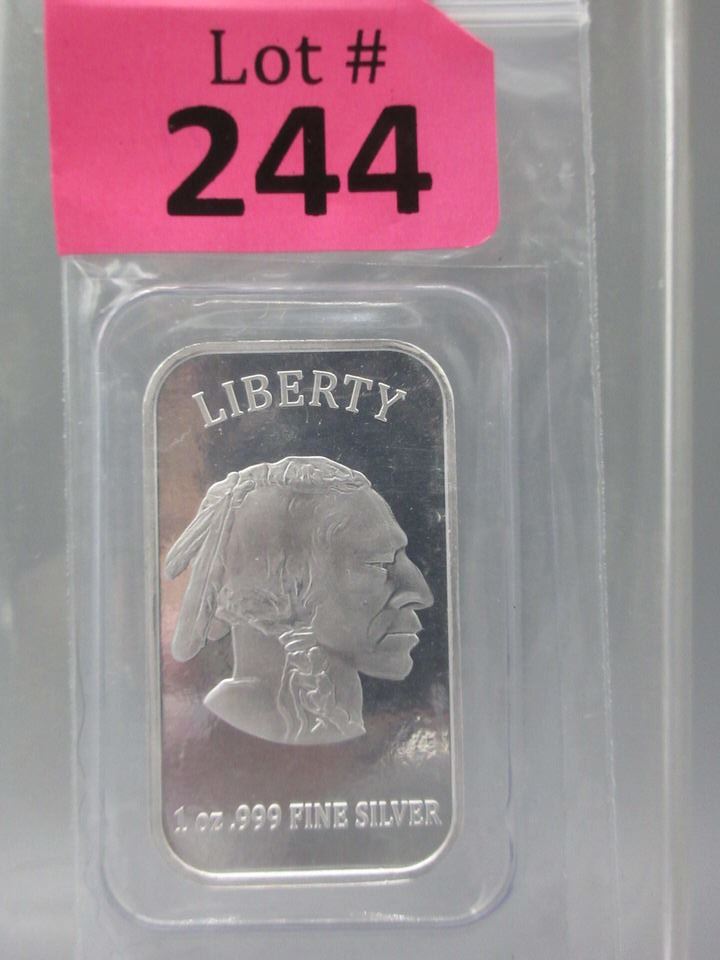 Lot #
244
LIBERTY
1 oz .999 FINE SILVER